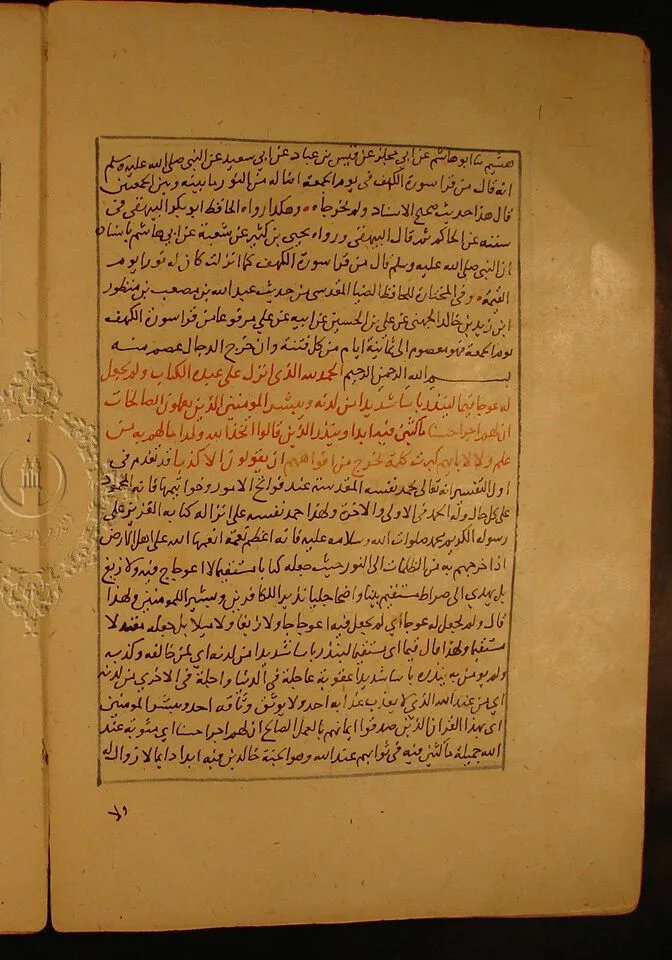 هشيم بنا ابو هاشم عن ابي مجلز عن قيس بن عباد عن ابي سعيد عن النبي صلى الله عليه وسلم
انه قال من قرا سورة الكهف في يوم الجمعة اضا له من النور ما بينه وبين الجمعتين
قال هذا حديث صحيح الاسناد ولم يخرجاه وهكذا رواه الحافظ ابو بكر البيهقي في
سننه عن الحاكم ثم قال البيهقي ورواه يحيى بن كثير عن شعبة عن ابي هاشم باسناده
ان النبي صلى الله عليه وسلم قال من قرا سورة الكهف كما انزلت كان له نورا يوم
القيمة وفي المختارة للحافظ الضيا المقدسي من حديث عبد الله بن مصعب بن منظور
ابن زيد بن خالد الجهني عن علي بن الحسين عن ابيه عن علي مرفوعا من قرا سورة الكهف
يوم الجمعة فهو معصوم الى ثمانية ايام من كل فتنة وان خرج الدجال عصم منه
بسم الله الرحمن الرحيم الحمد لله الذي انزل على عبده الكتاب ولم يجعل
له عوجا قيما لينذر باسا شديدا من لدنه ويبشر المومنين الذين يعملون الصالحات
ان لهم اجرا حسنا ماكثين فيه ابدا وينذر الذين قالوا اتخذ الله ولدا ما لهم به من
علم ولا لابايهم كبرت كلمة تخرج من افواههم ان يقولون الا كذبا قد تقدم في
اول التفسير انه تعالى يحمد نفسه المقدسة عند فواتح الامور وخواتيمها فانه المحمود
على كل حال وله الحمد في الاولى والاخرة ولهذا حمد نفسه على انزاله كتابه العزيز على
رسوله الكريم محمد صلوات الله وسلامه عليه فانه اعظم نعمة انعمها الله على اهل الارض
اذ اخرجهم به من الظلمات الى النور حيث جعله كتابا مستقيما لا اعوجاج فيه ولا زيغ
بل يهدي الى صراط مستقيم بينا واضحا جليا نذيرا للكافرين وبشيرا للمومنين ولهذا
قال ولم يجعل له عوجا اي لم يجعل فيه اعوجاجا ولا زيغا ولا ميلا بل جعله معتدلا
مستقيما ولهذا قال قيما اي مستقيما لينذر باسا شديدا من لدنه اي لمن خالفه وكذبه
ولم يومن به ينذره باسا شديدا عقوبة عاجلة في الدنيا واجلة في الاخرى من لدنه
اي من عند الله الذي لا يعذب عذابه احد ولا يوثق وثاقه احد ويبشر المومنين
اي بهذا القران الذين صدقوا ايمانهم بالعمل الصالح ان لهم اجرا حسنا اي مثوبة عند
الله جميلة ماكثين فيه في ثوابهم عند الله وهو الجنة خالدين فيه ابدا دايما لا زوال له
ولا